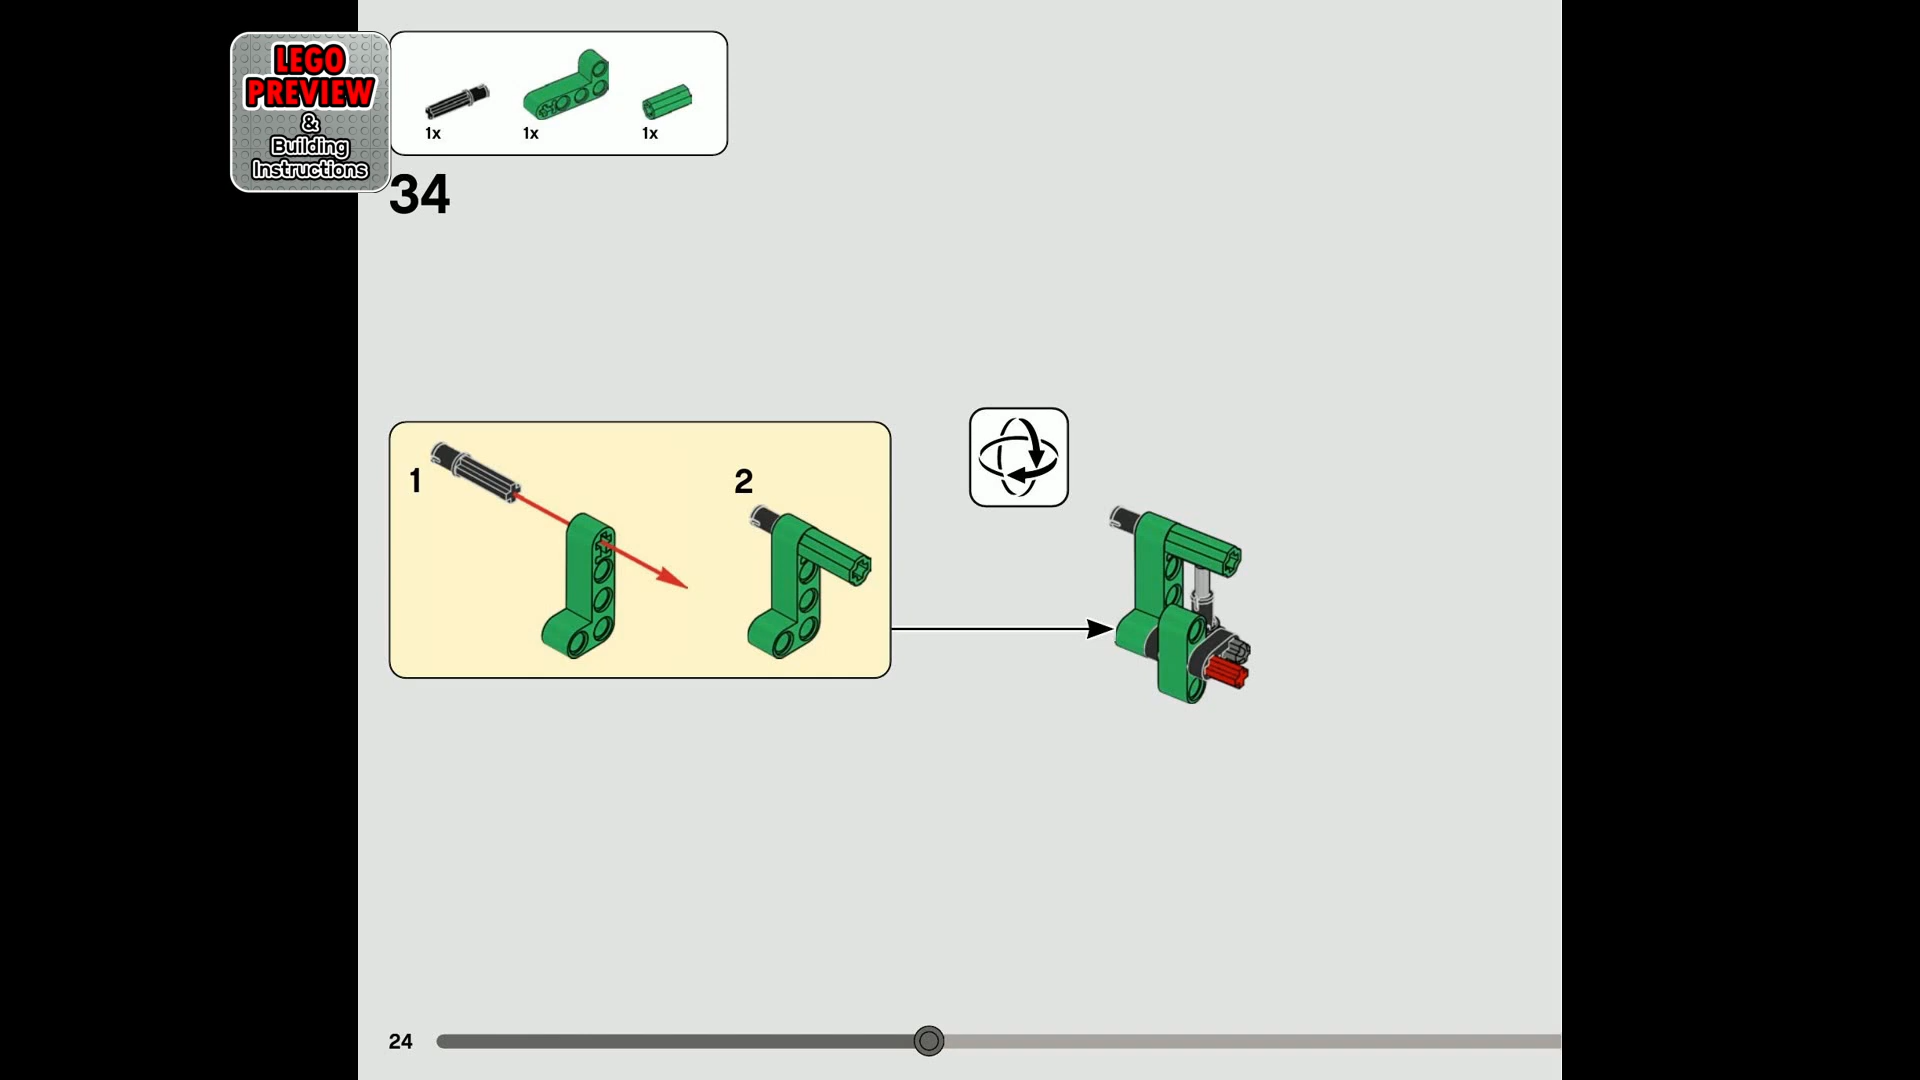 LEGO
PREVIEW
&
Building
Instructions
1x 1x 1x
34
1 2
24